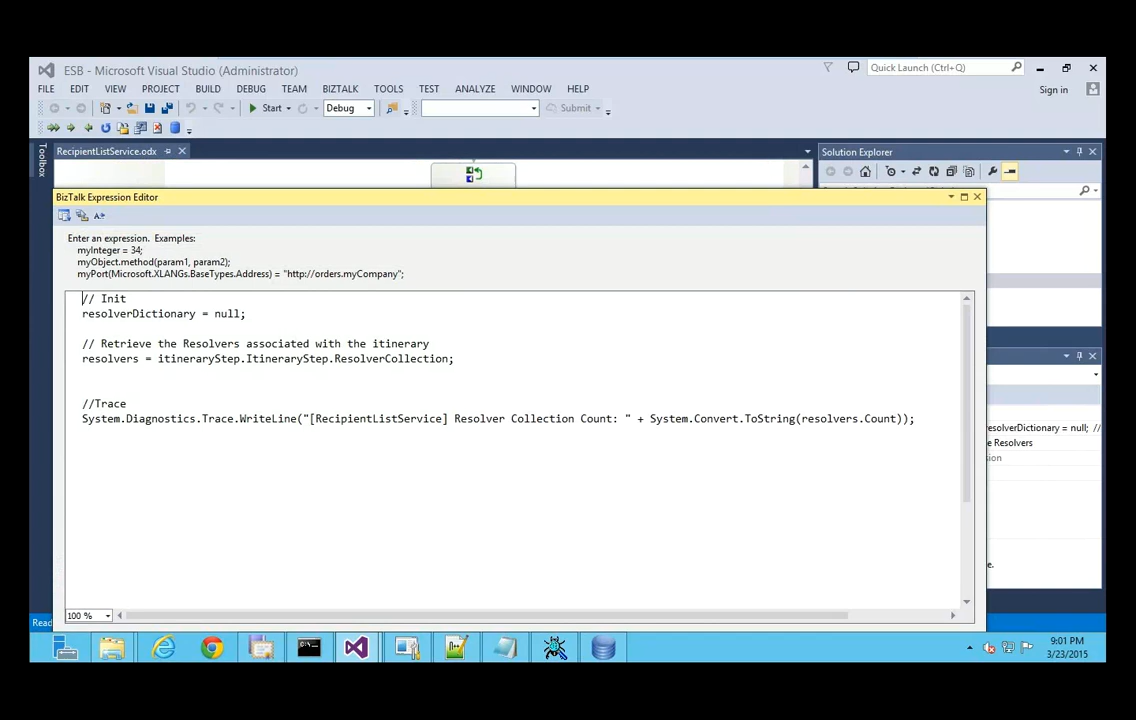 ESB - Microsoft Visual Studio (Administrator)
Quick Launch (Ctrl+Q)
FILE EDIT VIEW PROJECT BUILD DEBUG TEAM BIZTALK TOOLS TEST ANALYZE WINDOW HELP
Sign in
Start Debug Submit
Toolbox
RecipientListService.odx
Solution Explorer
BizTalk Expression Editor
Enter an expression. Examples:
myInteger = 34;
myObject.method(param1, param2);
myPort(Microsoft.XLANGs.BaseTypes.Address) = "http://orders.myCompany";
// Init
resolverDictionary = null;
// Retrieve the Resolvers associated with the itinerary
resolvers = itineraryStep.ItineraryStep.ResolverCollection;
//Trace
System.Diagnostics.Trace.WriteLine("[RecipientListService] Resolver Collection Count: " + System.Convert.ToString(resolvers.Count));
resolverDictionary = null; //
e Resolvers
sion
e.
100 %
Read
9:01 PM
3/23/2015